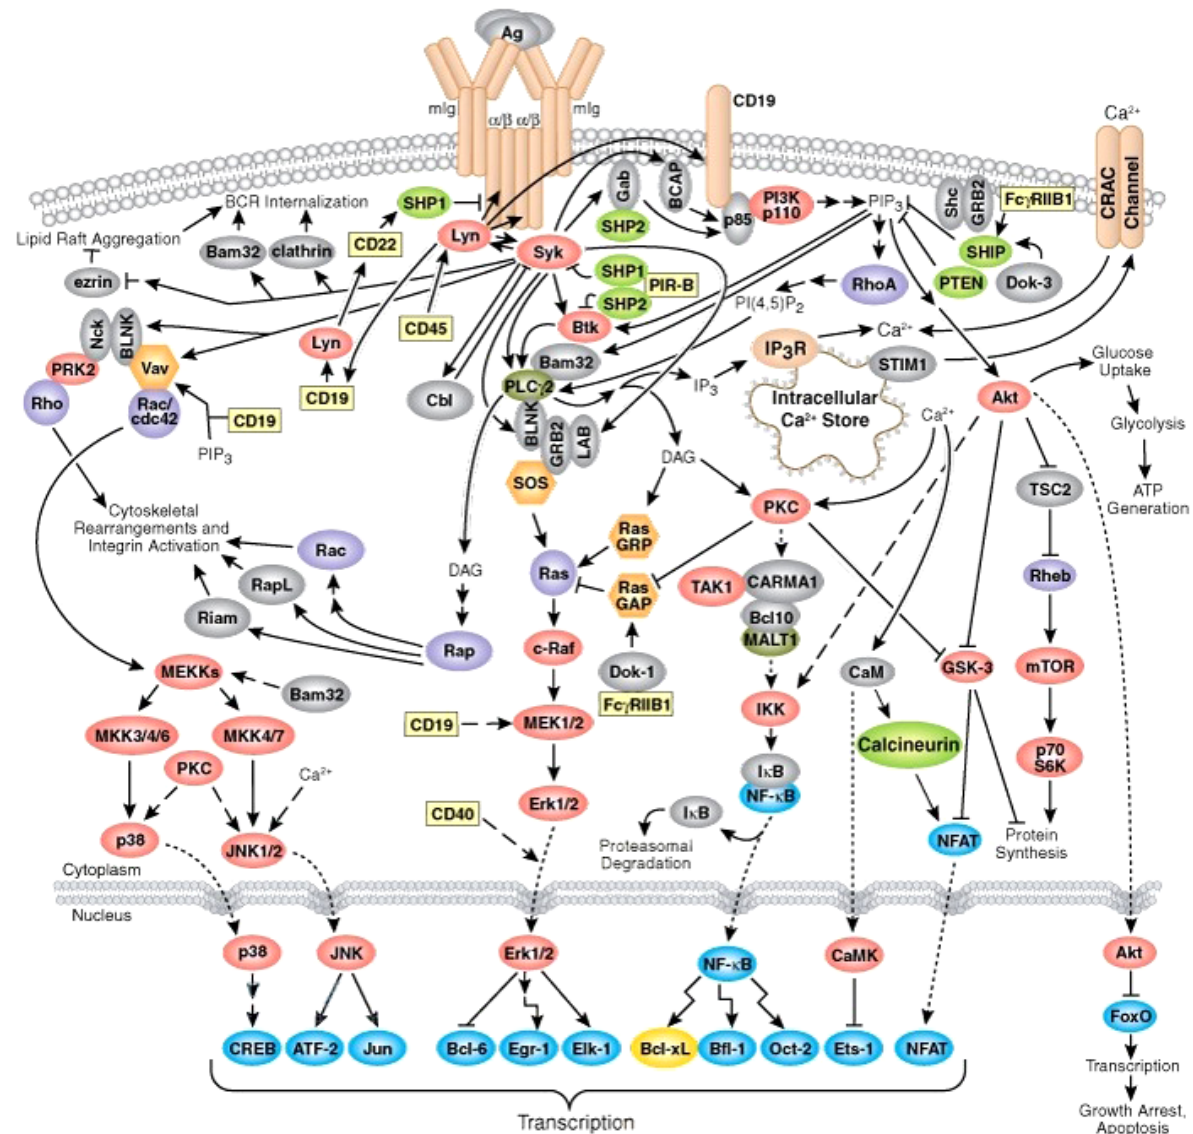 Ag
mIg
α/β α/β
mIg
CD19
Ca²⁺
CRAC
Channel
BCR Internalization
SHP1
Gab
BCAP
PI3K
p110
p85
PIP₃
Shc
GRB2
FcγRIIB1
Lipid Raft Aggregation
Bam32
clathrin
CD22
Lyn
Syk
SHP2
SHIP
ezrin
SHP1
PIR-B
SHP2
RhoA
PTEN
Dok-3
PI(4,5)P₂
Nck
BLNK
Lyn
CD45
Btk
IP₃R
Ca²⁺
STIM1
Glucose
Uptake
PRK2
Vav
Bam32
PLCγ2
IP₃
Rho
Rac/
cdc42
CD19
CD19
Cbl
BLNK
GRB2
LAB
Intracellular
Ca²⁺ Store
Ca²⁺
Akt
Glycolysis
PIP₃
DAG
SOS
TSC2
ATP
Generation
Cytoskeletal
Rearrangements and
Integrin Activation
PKC
Rac
Ras
GRP
RapL
DAG
Ras
Ras
GAP
TAK1
CARMA1
Rheb
Riam
Bcl10
MALT1
Rap
c-Raf
Dok-1
FcγRIIB1
MEKKs
Bam32
CaM
GSK-3
mTOR
CD19
MEK1/2
IKK
MKK3/4/6
MKK4/7
Calcineurin
p70
S6K
PKC
Ca²⁺
IκB
NF-κB
CD40
Erk1/2
IκB
p38
JNK1/2
Proteasomal
Degradation
NFAT
Protein
Synthesis
Cytoplasm
Nucleus
p38
JNK
Erk1/2
NF-κB
CaMK
Akt
FoxO
CREB
ATF-2
Jun
Bcl-6
Egr-1
Elk-1
Bcl-xL
Bfl-1
Oct-2
Ets-1
NFAT
Transcription
Transcription
Growth Arrest,
Apoptosis